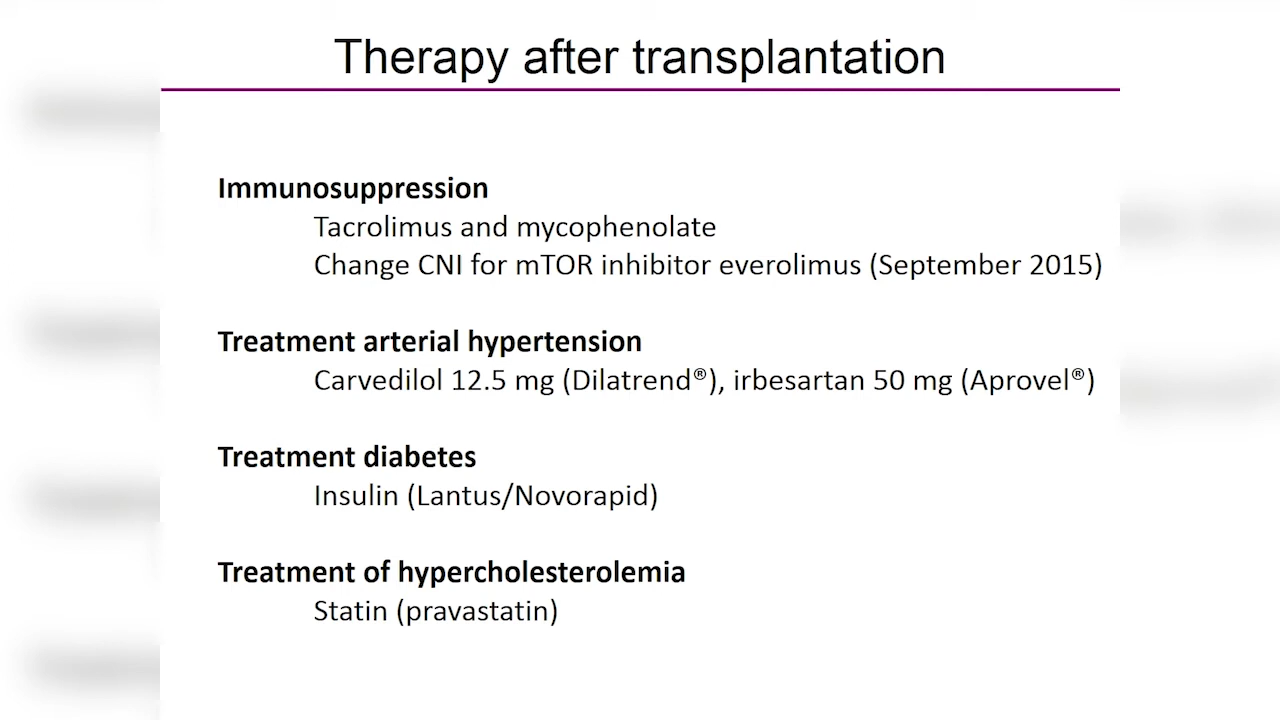 Therapy after transplantation
Immunosuppression
Tacrolimus and mycophenolate
Change CNI for mTOR inhibitor everolimus (September 2015)
Treatment arterial hypertension
Carvedilol 12.5 mg (Dilatrend®), irbesartan 50 mg (Aprovel®)
Treatment diabetes
Insulin (Lantus/Novorapid)
Treatment of hypercholesterolemia
Statin (pravastatin)